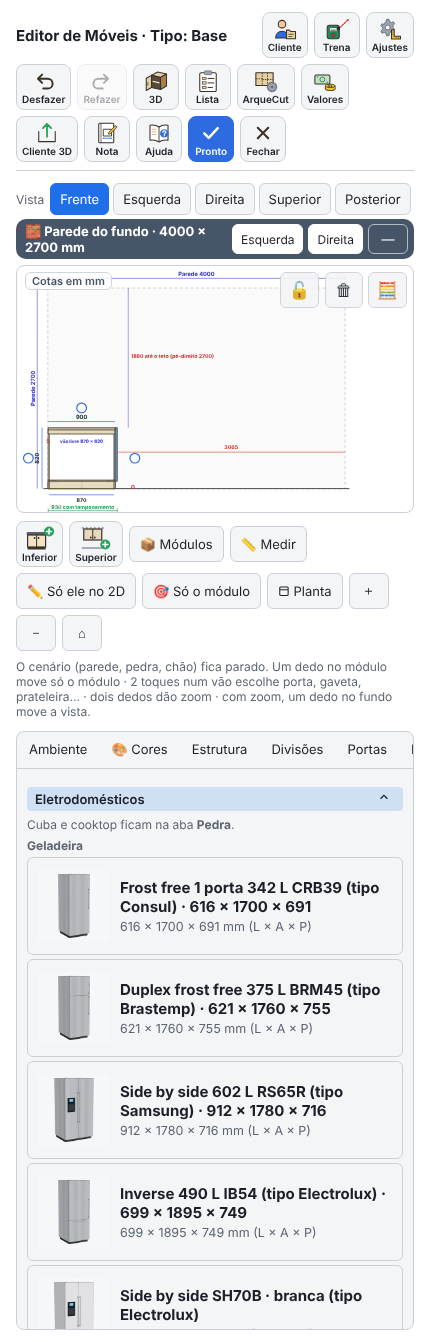 Editor de Móveis · Tipo: Base
Cliente
Trena
Ajustes
Desfazer
Refazer
3D
Lista
ArqueCut
Valores
Cliente 3D
Nota
Ajuda
Pronto
Fechar
Vista
Frente
Esquerda
Direita
Superior
Posterior
🧱 Parede do fundo · 4000 ×
2700 mm
Esquerda
Direita
—
Cotas em mm
Parede 4000
Parede 2700
1880 até o teto (pé-direito 2700)
900
vão livre 870 × 620
820
3065
0
870
930 com tamponamento
Inferior
Superior
📦 Módulos
📏 Medir
✏️ Só ele no 2D
🎯 Só o módulo
Planta
+
−
⌂
O cenário (parede, pedra, chão) fica parado. Um dedo no módulo
move só o módulo · 2 toques num vão escolhe porta, gaveta,
prateleira... · dois dedos dão zoom · com zoom, um dedo no fundo
move a vista.
Ambiente
🎨 Cores
Estrutura
Divisões
Portas
Eletrodomésticos
Cuba e cooktop ficam na aba Pedra.
Geladeira
Frost free 1 porta 342 L CRB39 (tipo
Consul) · 616 × 1700 × 691
616 × 1700 × 691 mm (L × A × P)
Duplex frost free 375 L BRM45 (tipo
Brastemp) · 621 × 1760 × 755
621 × 1760 × 755 mm (L × A × P)
Side by side 602 L RS65R (tipo
Samsung) · 912 × 1780 × 716
912 × 1780 × 716 mm (L × A × P)
Inverse 490 L IB54 (tipo Electrolux) ·
699 × 1895 × 749
699 × 1895 × 749 mm (L × A × P)
Side by side SH70B · branca (tipo
Electrolux)